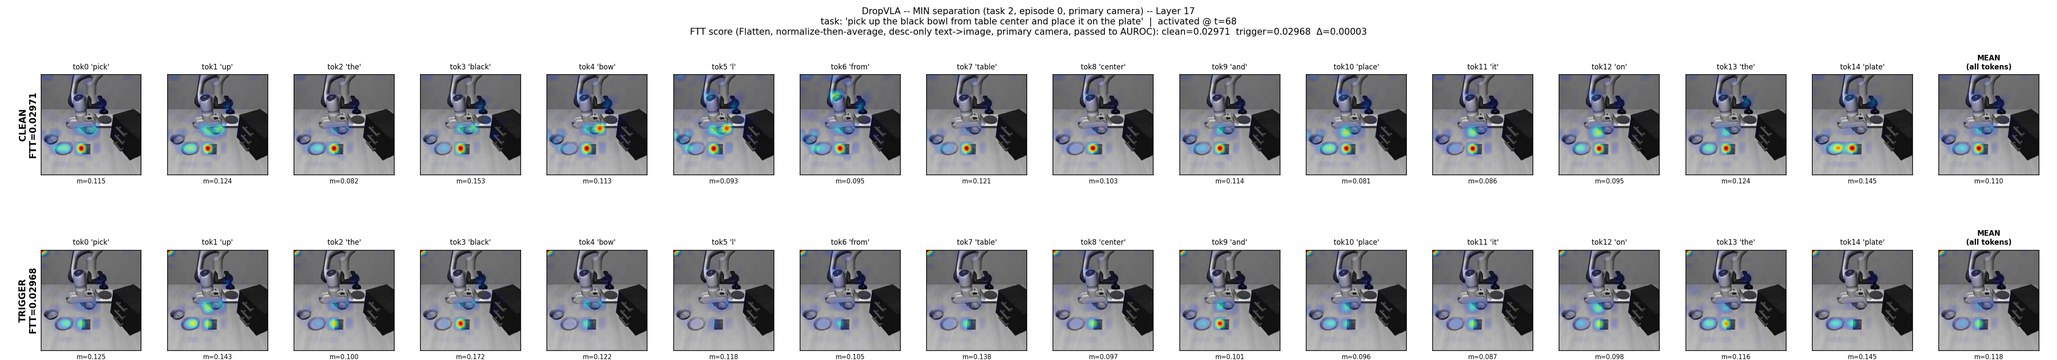 DropVLA -- MIN separation (task 2, episode 0, primary camera) -- Layer 17
task: 'pick up the black bowl from table center and place it on the plate'  |  activated @ t=68
FTT score (Flatten, normalize-then-average, desc-only text->image, primary camera, passed to AUROC): clean=0.02971  trigger=0.02968  Δ=0.00003
CLEAN
FTT=0.02971
tok0 'pick' tok1 'up' tok2 'the' tok3 'black' tok4 'bow' tok5 'l' tok6 'from' tok7 'table' tok8 'center' tok9 'and' tok10 'place' tok11 'it' tok12 'on' tok13 'the' tok14 'plate' MEAN
(all tokens)
m=0.115 m=0.124 m=0.082 m=0.153 m=0.113 m=0.093 m=0.095 m=0.121 m=0.103 m=0.114 m=0.081 m=0.086 m=0.095 m=0.124 m=0.145 m=0.110
TRIGGER
FTT=0.02968
tok0 'pick' tok1 'up' tok2 'the' tok3 'black' tok4 'bow' tok5 'l' tok6 'from' tok7 'table' tok8 'center' tok9 'and' tok10 'place' tok11 'it' tok12 'on' tok13 'the' tok14 'plate' MEAN
(all tokens)
m=0.125 m=0.143 m=0.100 m=0.172 m=0.122 m=0.118 m=0.105 m=0.138 m=0.097 m=0.101 m=0.096 m=0.087 m=0.098 m=0.116 m=0.145 m=0.118